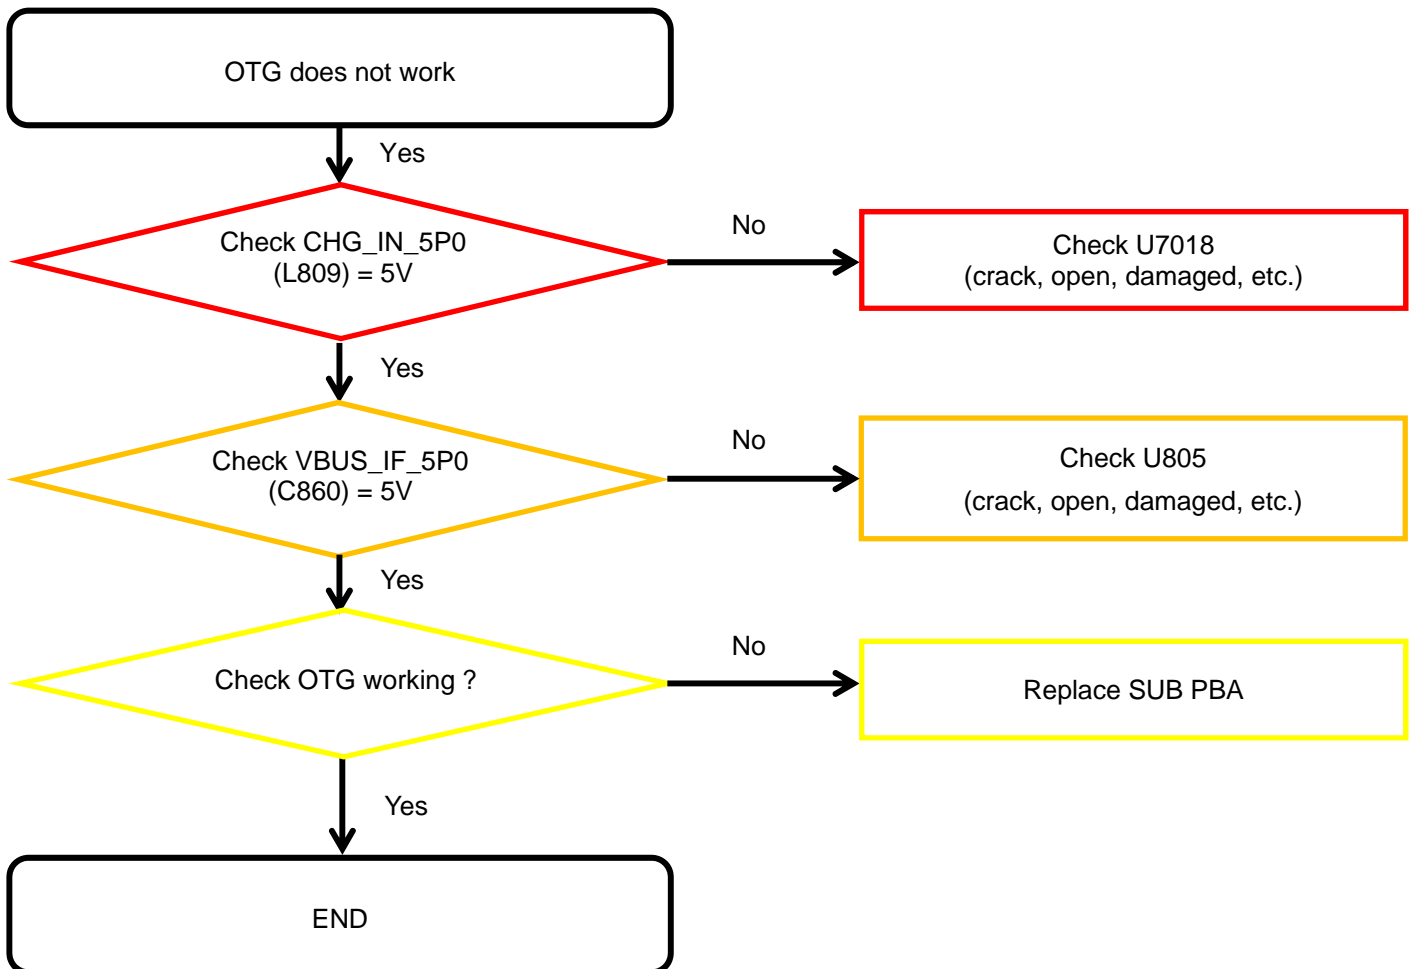 OTG does not work
Yes
Check CHG_IN_5P0
(L809) = 5V
No
Check U7018
(crack, open, damaged, etc.)
Yes
Check VBUS_IF_5P0
(C860) = 5V
No
Check U805
(crack, open, damaged, etc.)
Yes
Check OTG working ?
No
Replace SUB PBA
Yes
END